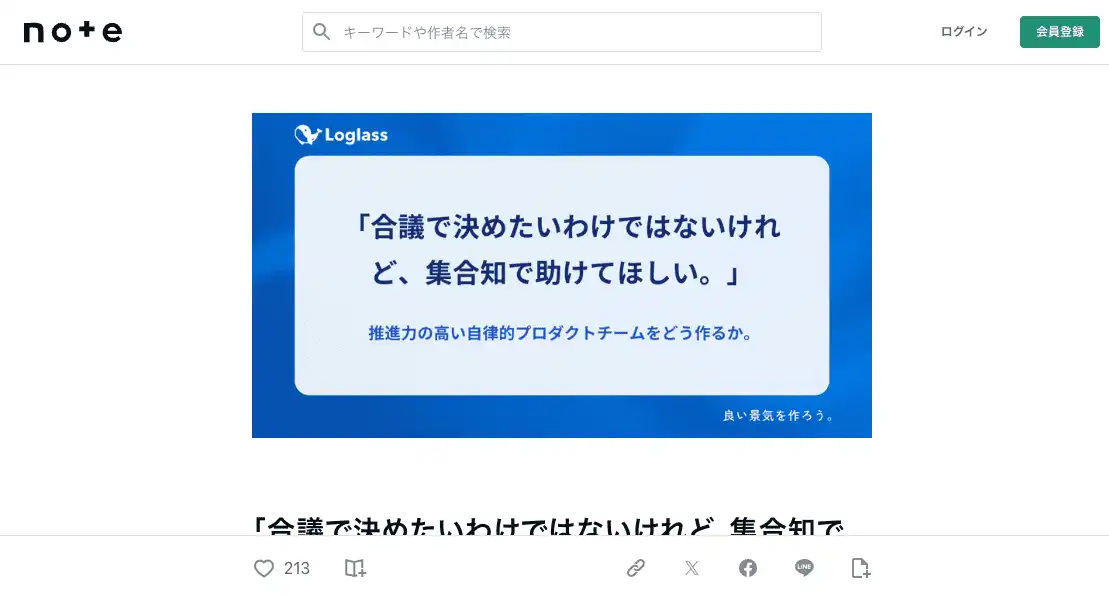 note
キーワードや作者名で検索
ログイン
会員登録
Loglass
「合議で決めたいわけではないけれ
ど、集合知で助けてほしい。」
推進力の高い自律的プロダクトチームをどう作るか。
良い景気を作ろう。
「合議で決めたいわけではないけれど、集合知で
213
LINE